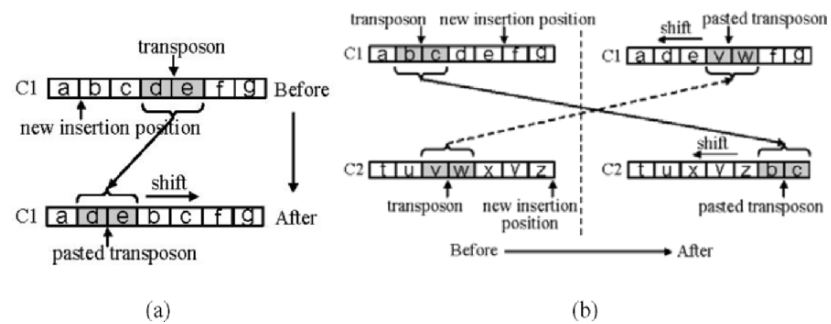 transposon
C1 a b c d e f g Before
new insertion position
shift
C1 a d e b c f g After
pasted transposon
(a)
transposon new insertion position
C1 a b c d e f g
pasted transposon
shift
C1 a d e v w f g
C2 t u v w x y z
transposon
new insertion position
shift
C2 t u x y z b c
pasted transposon
Before After
(b)